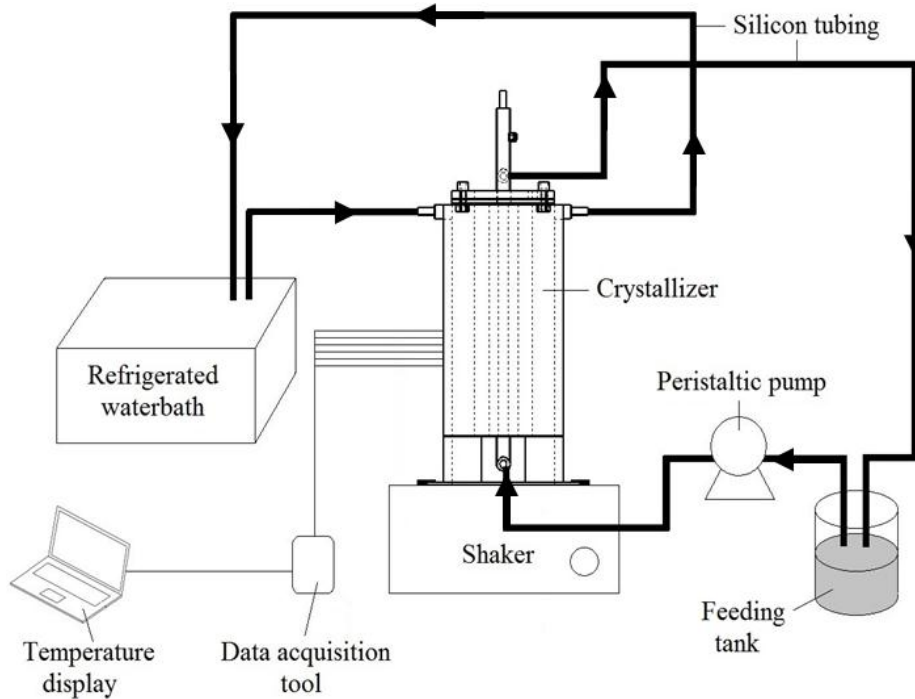 Silicon tubing
Crystallizer
Refrigerated
waterbath
Peristaltic pump
Shaker
Feeding
tank
Temperature
display
Data acquisition
tool